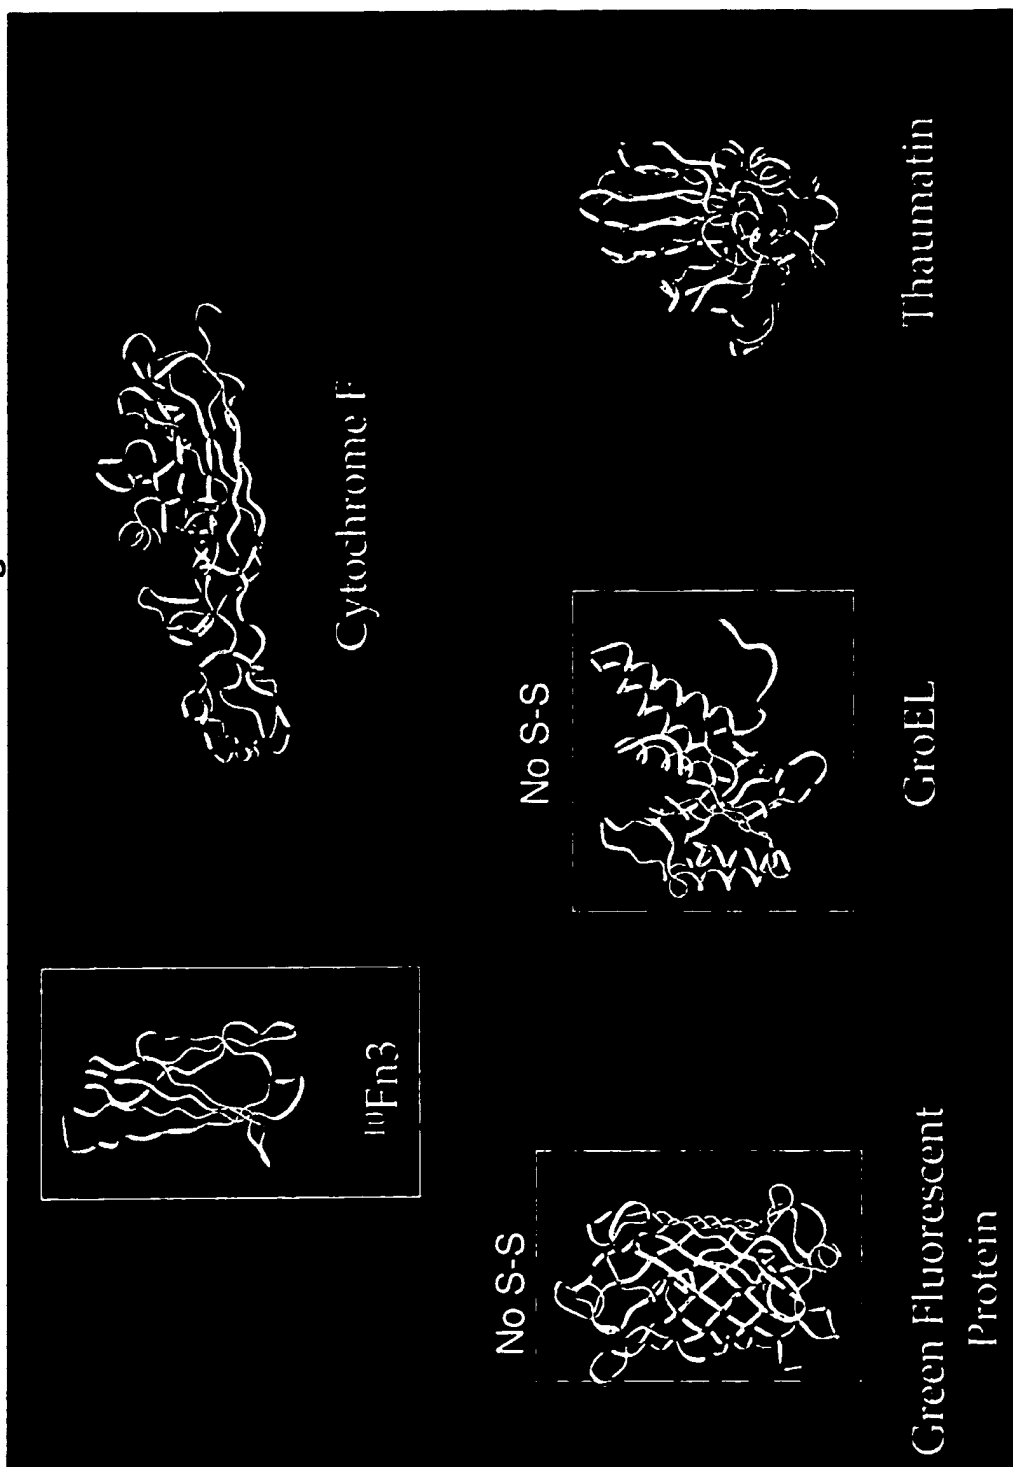 ¹⁰Fn3
Cytochrome F
No S-S
No S-S
Green Fluorescent
Protein
GroEL
Thaumatin